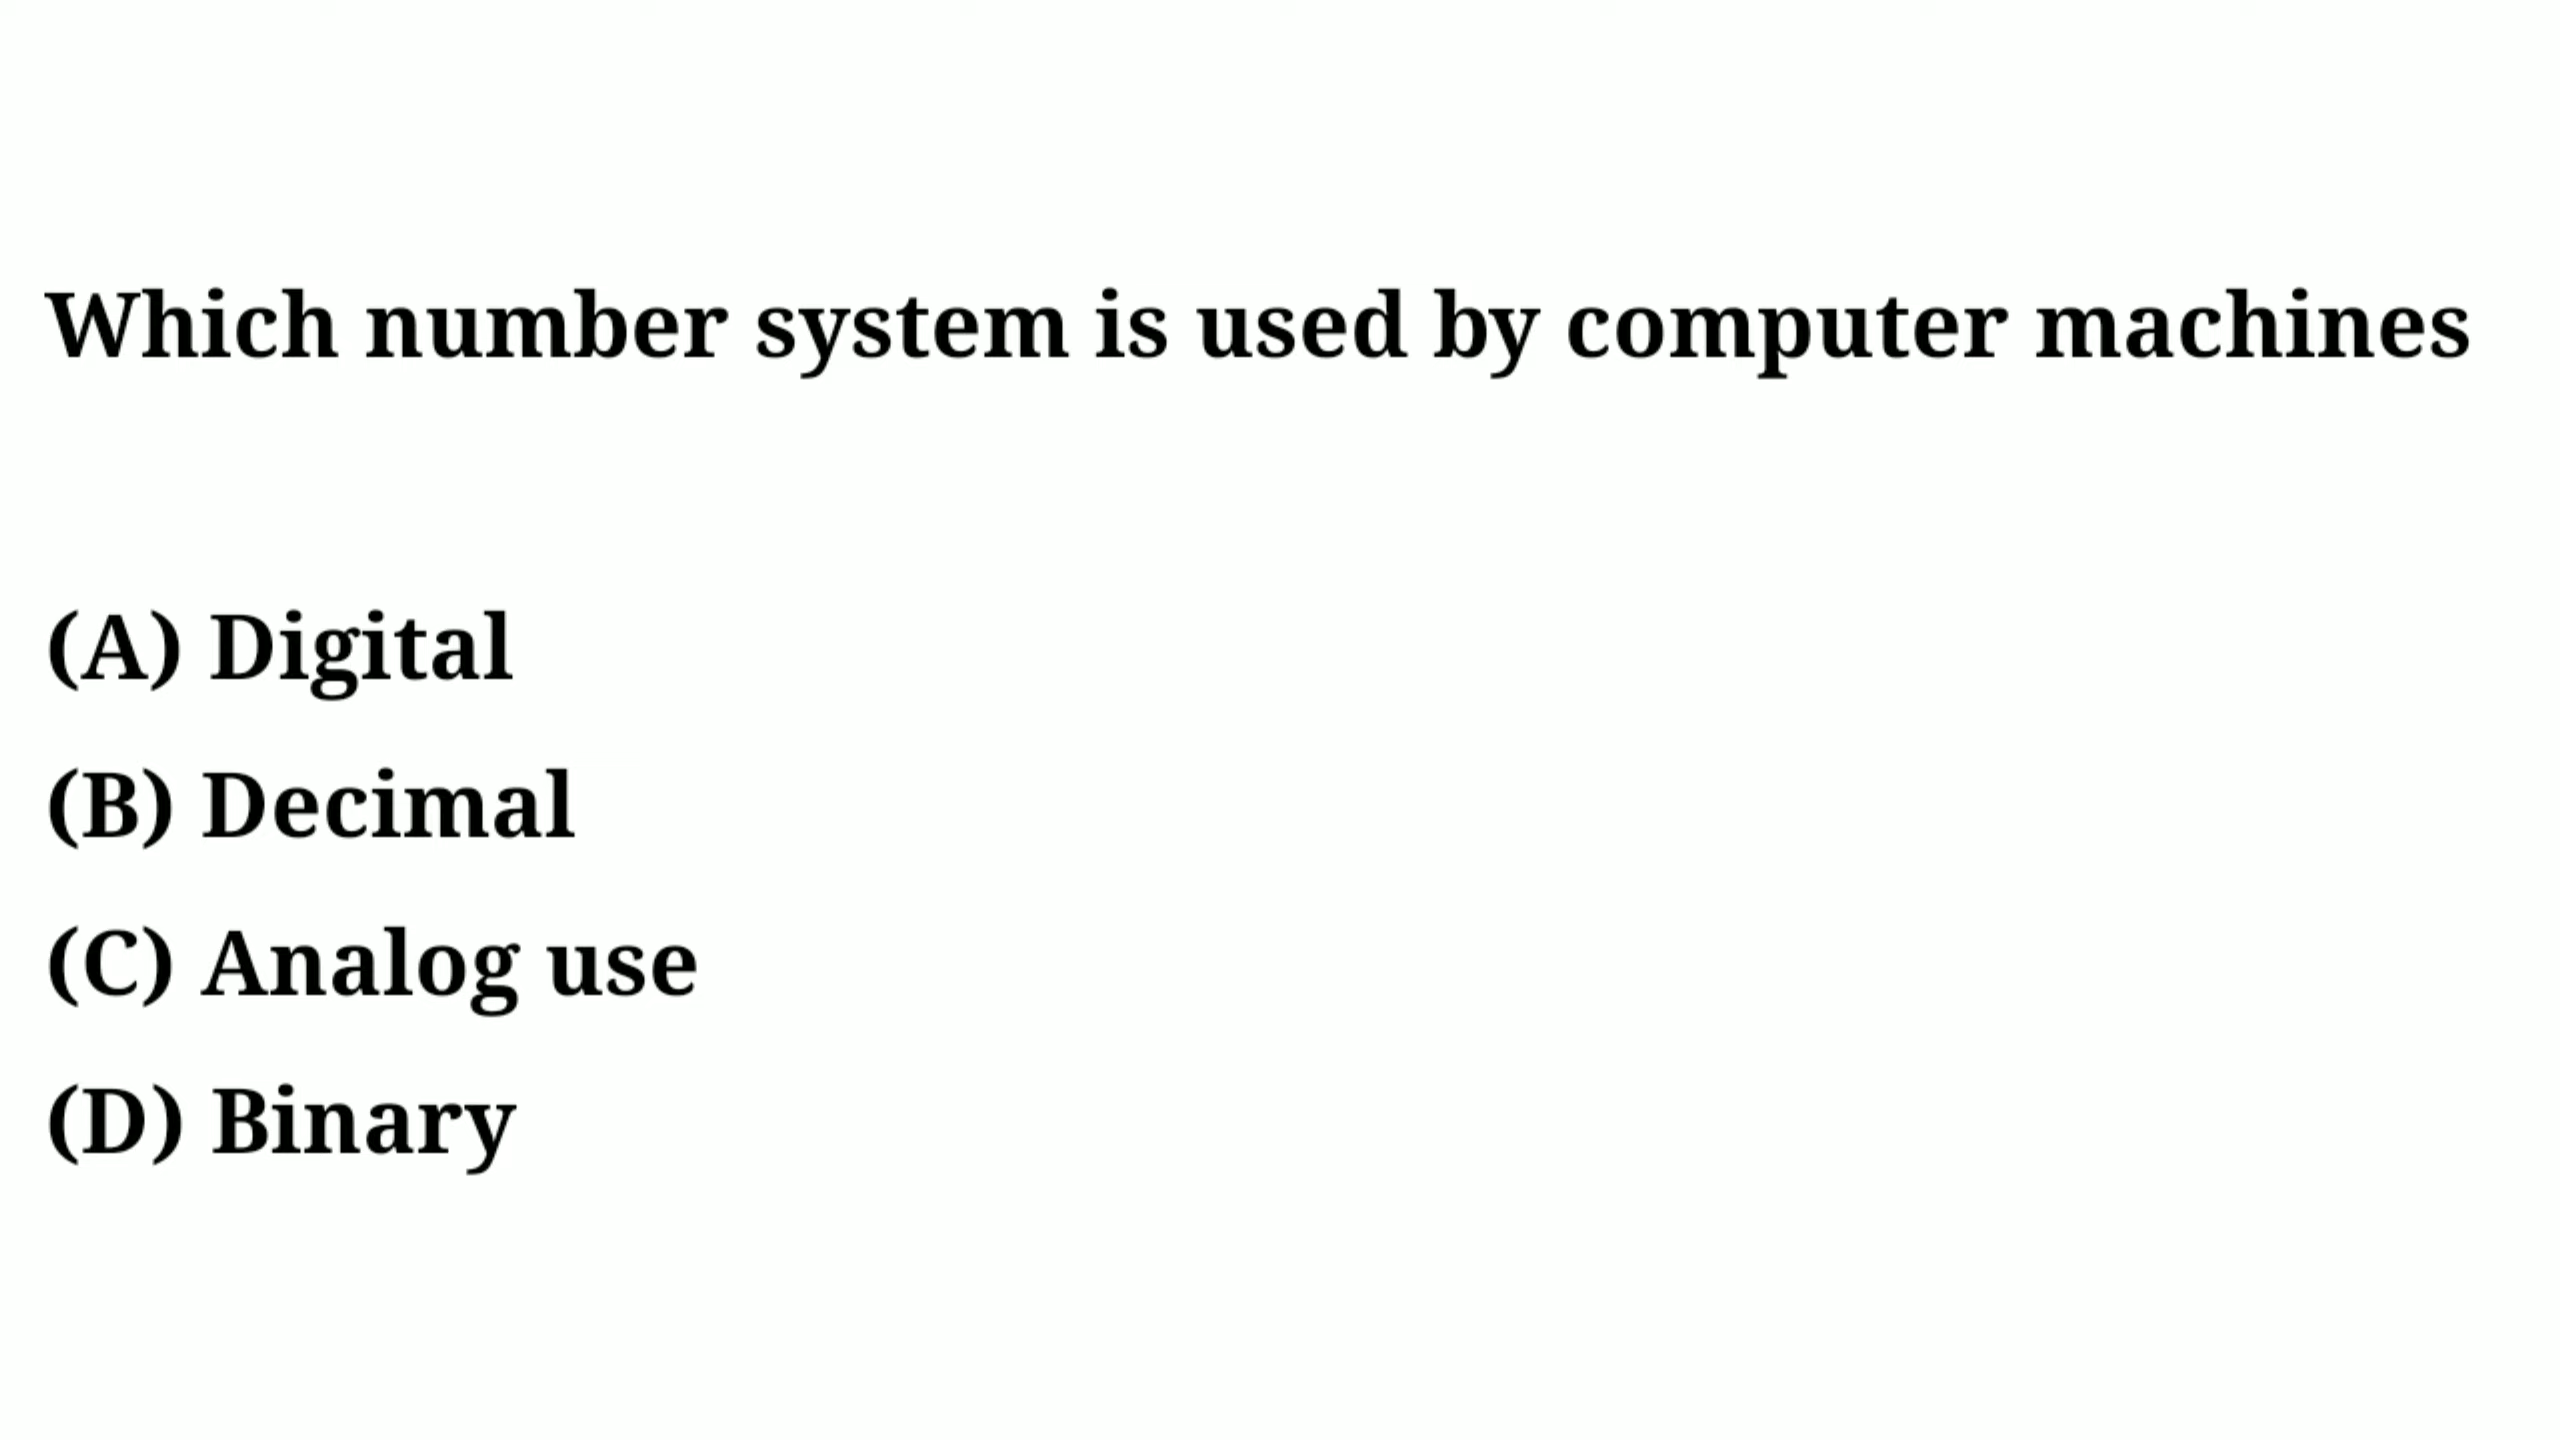 Which number system is used by computer machines
(A) Digital
(B) Decimal
(C) Analog use
(D) Binary